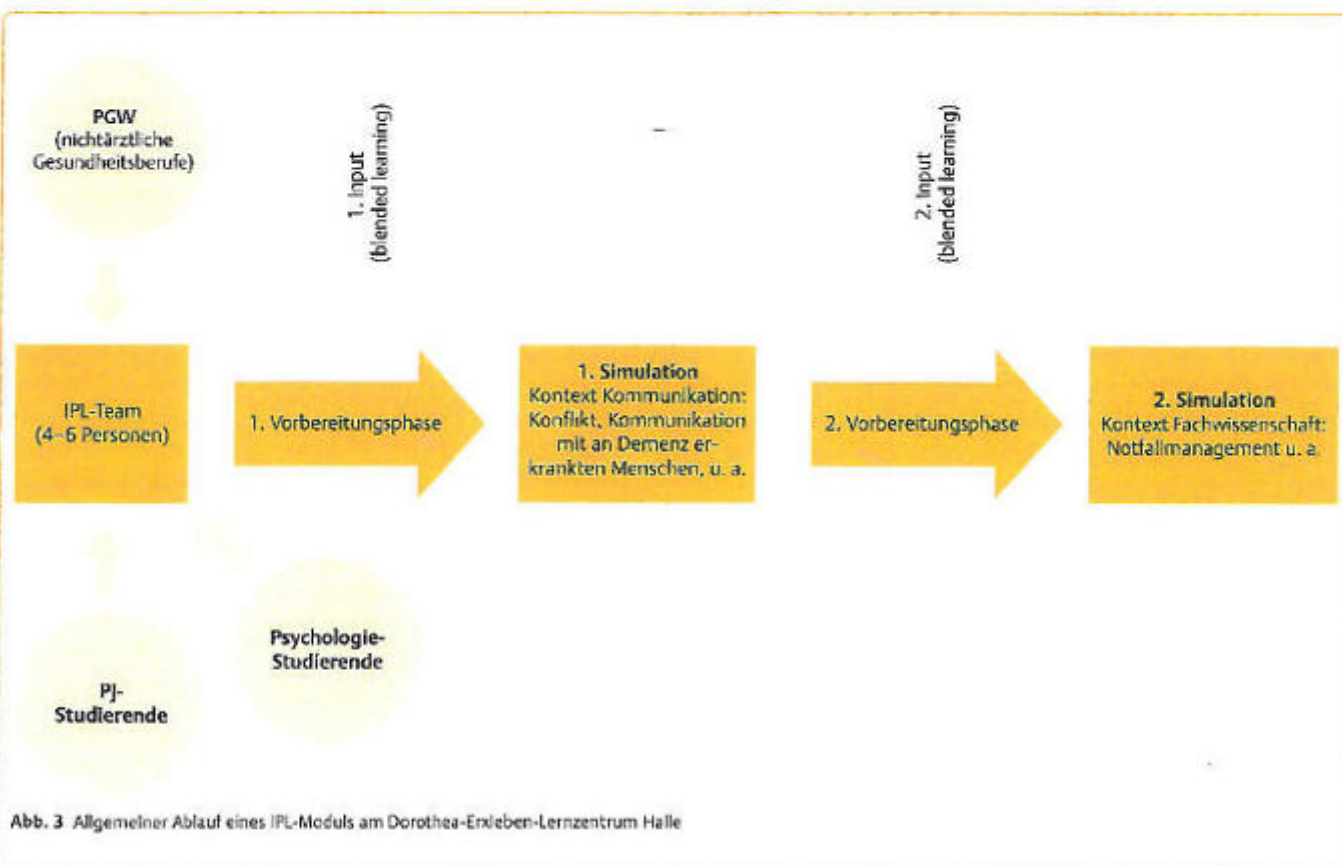 PGW
(nichtärztliche
Gesundheitsberufe)
1. Input
(blended learning)
2. Input
(blended learning)
IPL-Team
(4–6 Personen)
1. Vorbereitungsphase
1. Simulation
Kontext Kommunikation:
Konflikt, Kommunikation
mit an Demenz er-
krankten Menschen, u. a.
2. Vorbereitungsphase
2. Simulation
Kontext Fachwissenschaft:
Notfallmanagement u. a.
Psychologie-
Studierende
PJ-
Studierende
Abb. 3 Allgemeiner Ablauf eines IPL-Moduls am Dorothea-Erxleben-Lernzentrum Halle